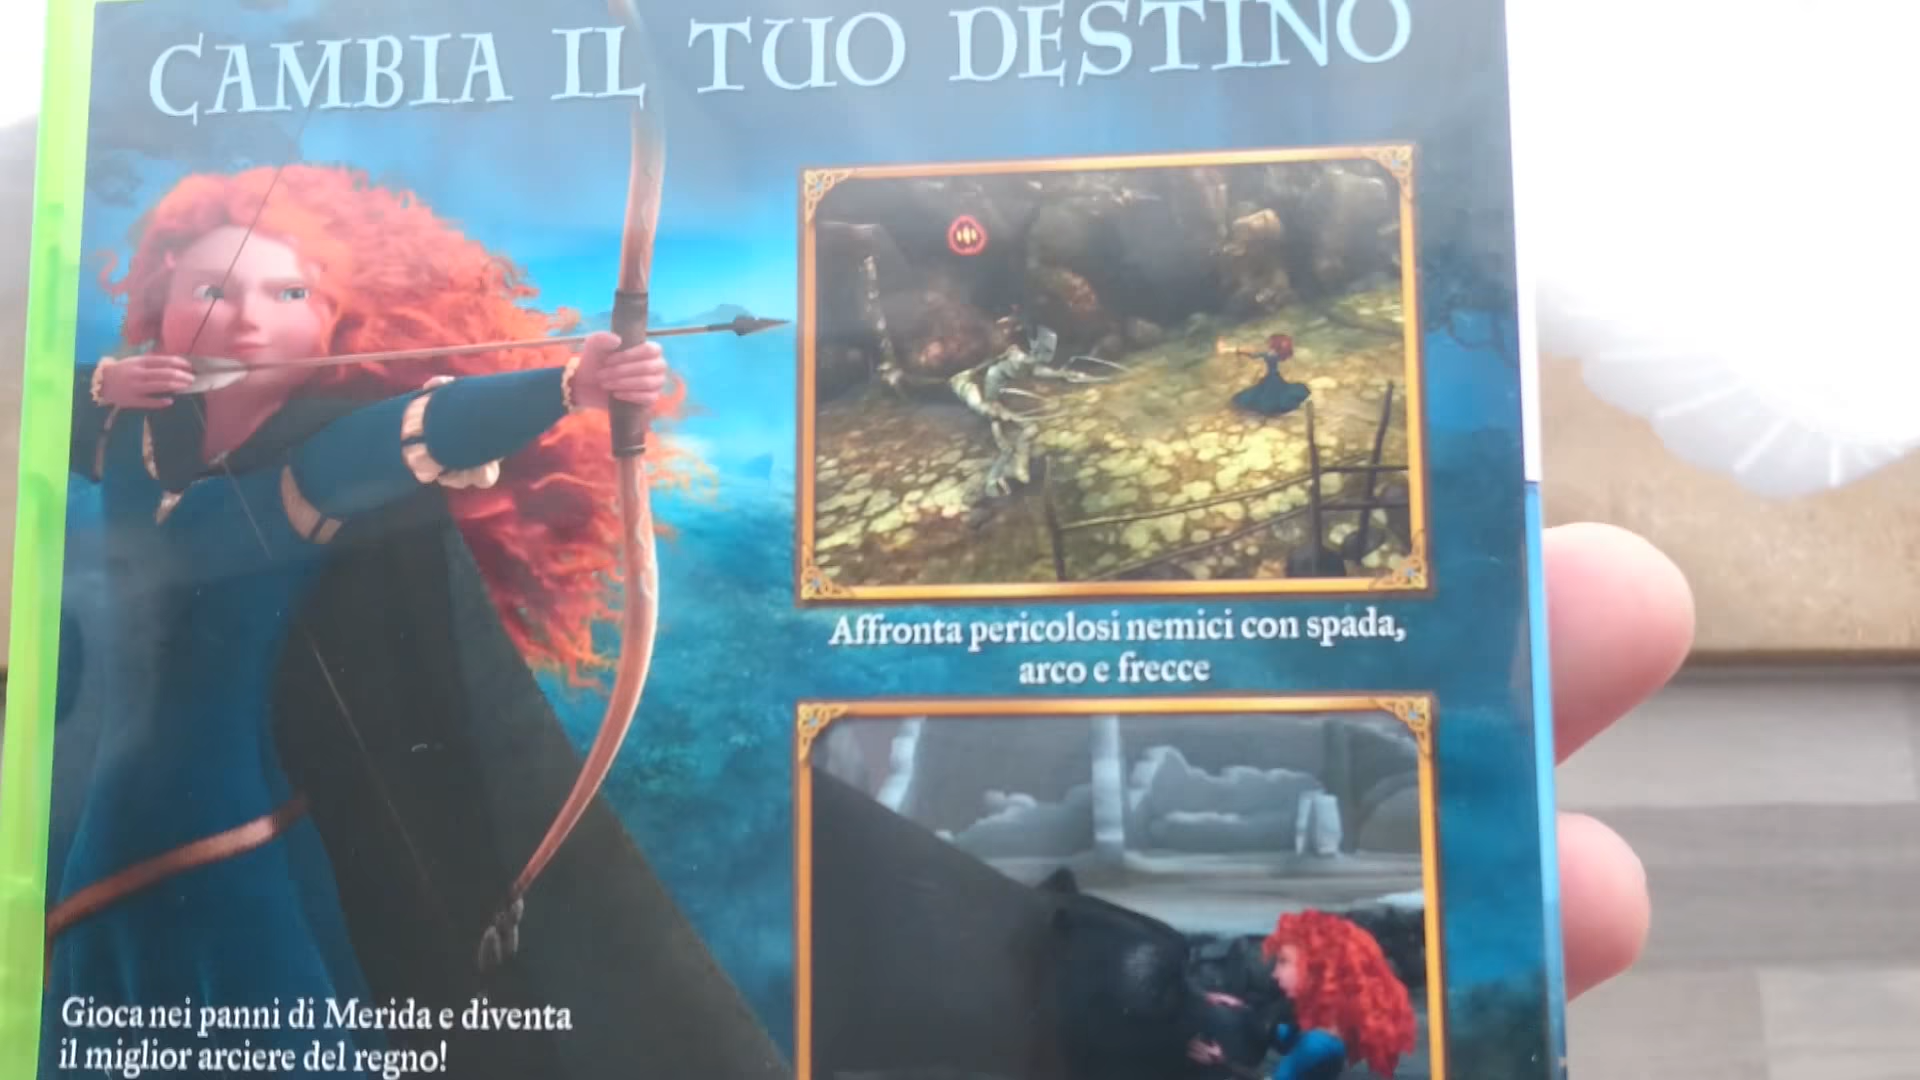 CAMBIA IL TUO DESTINO
Affronta pericolosi nemici con spada,
arco e frecce
Gioca nei panni di Merida e diventa
il miglior arciere del regno!